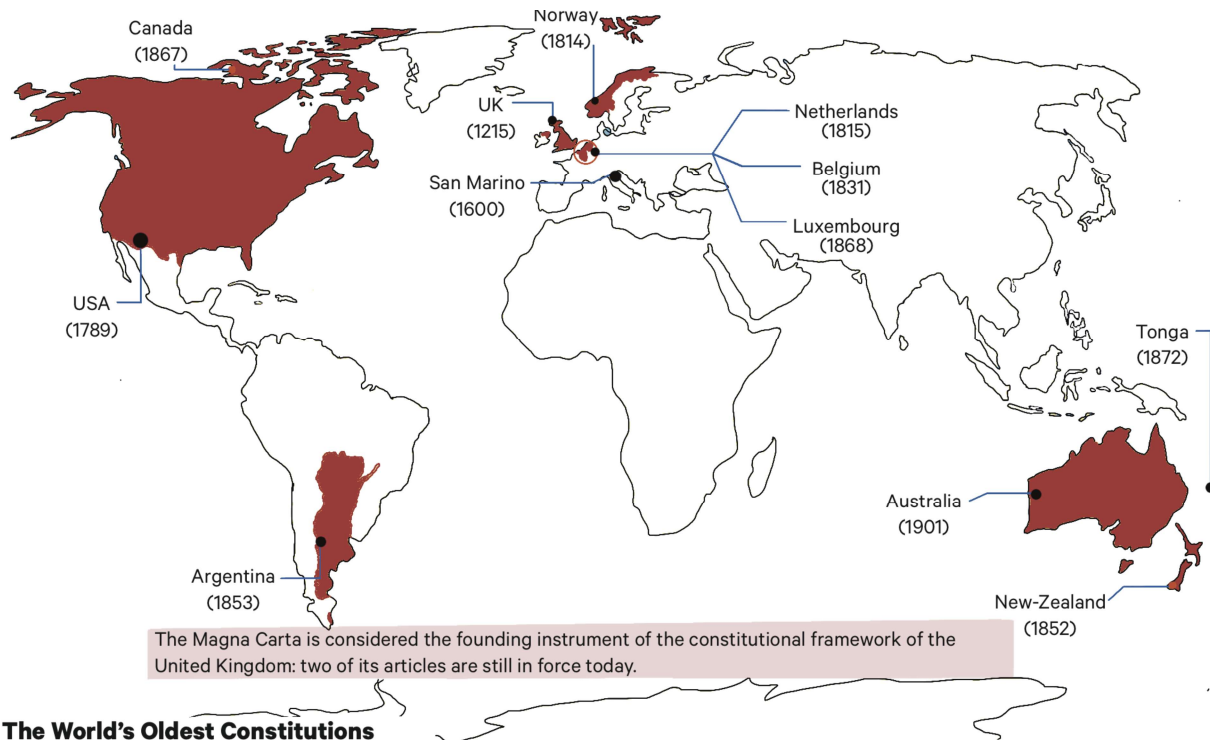 Canada
(1867)
Norway
(1814)
UK
(1215)
Netherlands
(1815)
Belgium
(1831)
San Marino
(1600)
Luxembourg
(1868)
USA
(1789)
Tonga
(1872)
Australia
(1901)
Argentina
(1853)
New-Zealand
(1852)
The Magna Carta is considered the founding instrument of the constitutional framework of the
United Kingdom: two of its articles are still in force today.
The World's Oldest Constitutions